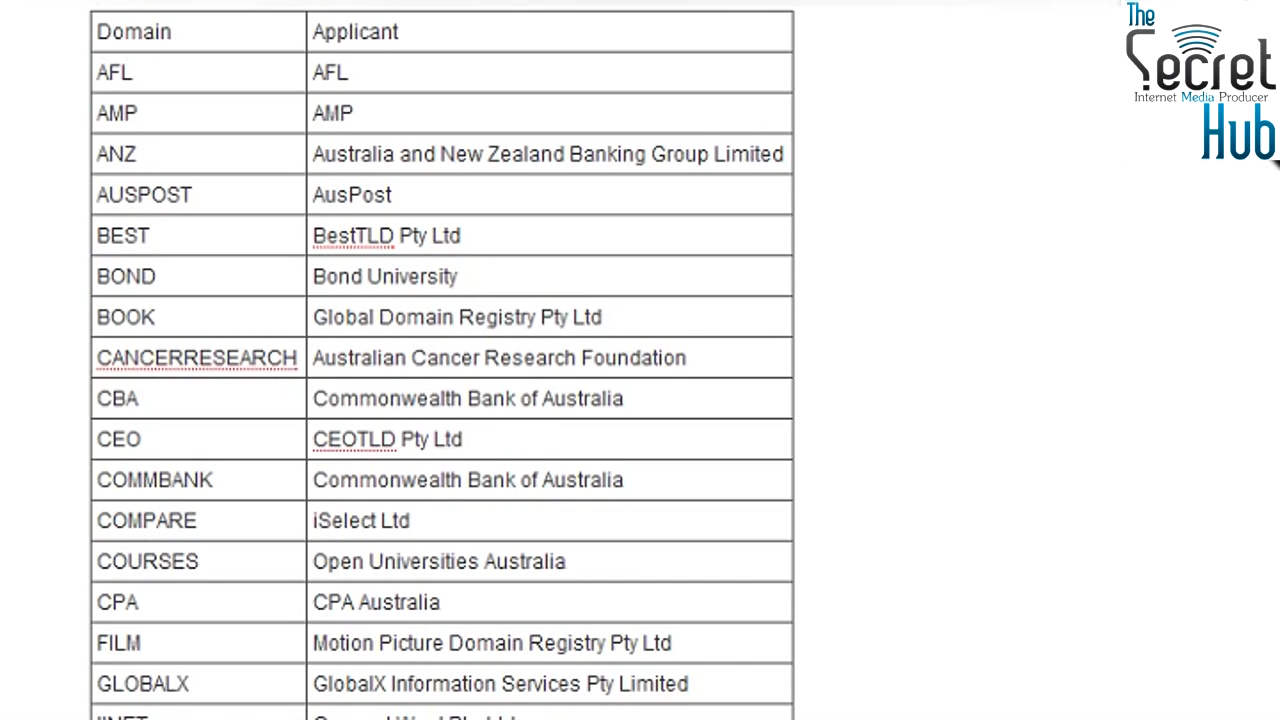 Domain Applicant
AFL AFL
AMP AMP
ANZ Australia and New Zealand Banking Group Limited
AUSPOST AusPost
BEST BestTLD Pty Ltd
BOND Bond University
BOOK Global Domain Registry Pty Ltd
CANCERRESEARCH Australian Cancer Research Foundation
CBA Commonwealth Bank of Australia
CEO CEOTLD Pty Ltd
COMMBANK Commonwealth Bank of Australia
COMPARE iSelect Ltd
COURSES Open Universities Australia
CPA CPA Australia
FILM Motion Picture Domain Registry Pty Ltd
GLOBALX GlobalX Information Services Pty Limited
The
Secret
Internet Media Producer
Hub